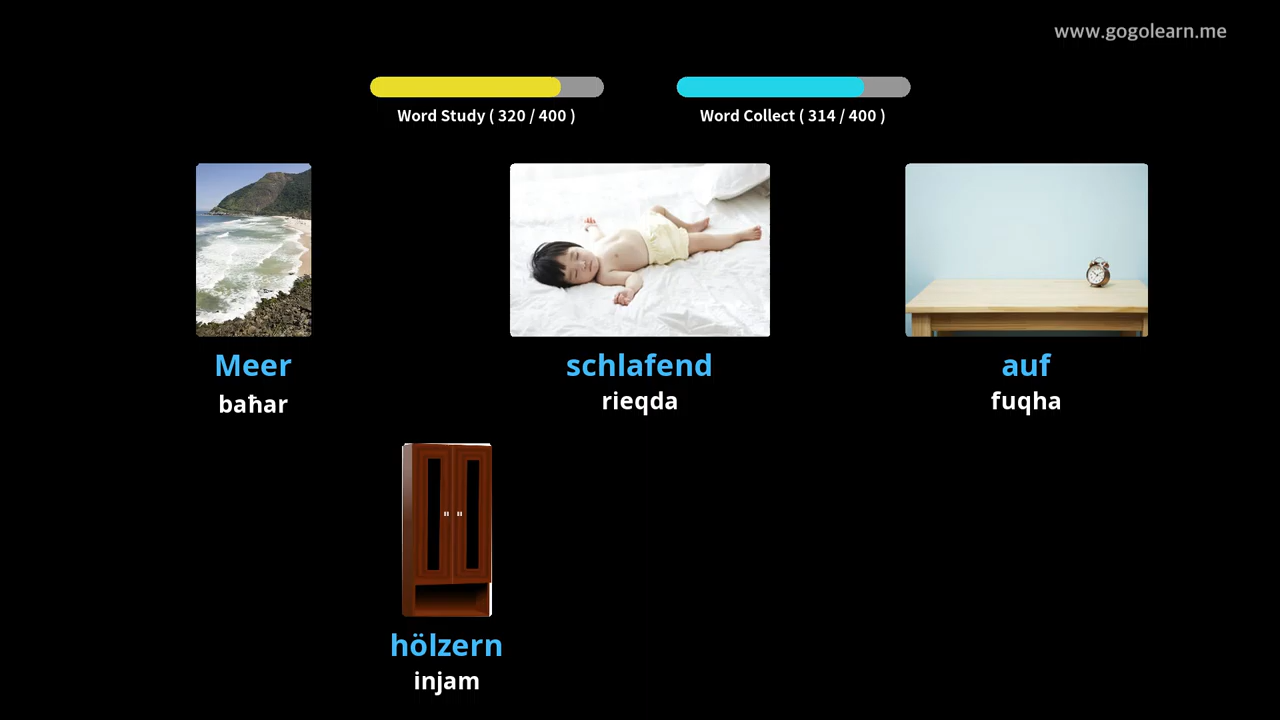 www.gogolearn.me
Word Study ( 320 / 400 )
Word Collect ( 314 / 400 )
Meer
baħar
schlafend
rieqda
auf
fuqha
hölzern
injam